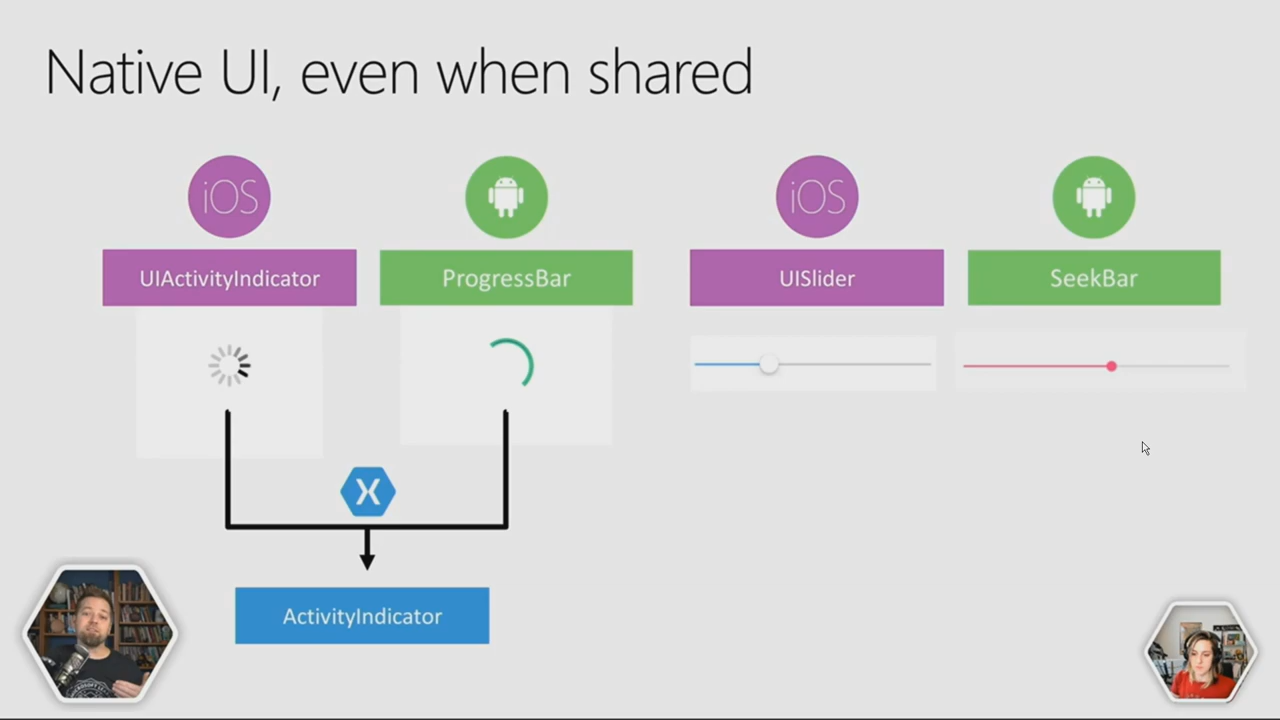 Native UI, even when shared
iOS
iOS
UIActivityIndicator
ProgressBar
UISlider
SeekBar
X
ActivityIndicator